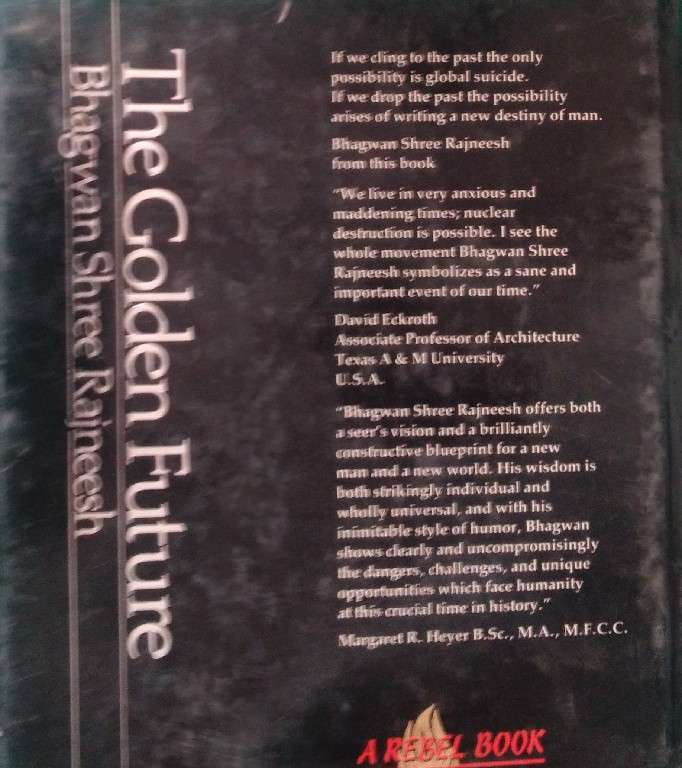 The Golden Future
Bhagwan Shree Rajneesh
If we cling to the past the only
possibility is global suicide.
If we drop the past the possibility
arises of writing a new destiny of man.
Bhagwan Shree Rajneesh
from this book
"We live in very anxious and
maddening times; nuclear
destruction is possible. I see the
whole movement Bhagwan Shree
Rajneesh symbolizes as a sane and
important event of our time."
David Eckroth
Associate Professor of Architecture
Texas A & M University
U.S.A.
"Bhagwan Shree Rajneesh offers both
a seer's vision and a brilliantly
constructive blueprint for a new
man and a new world. His wisdom is
both strikingly individual and
wholly universal, and with his
inimitable style of humor, Bhagwan
shows clearly and uncompromisingly
the dangers, challenges, and unique
opportunities which face humanity
at this crucial time in history."
Margaret R. Heyer B.Sc., M.A., M.F.C.C.
A REBEL BOOK